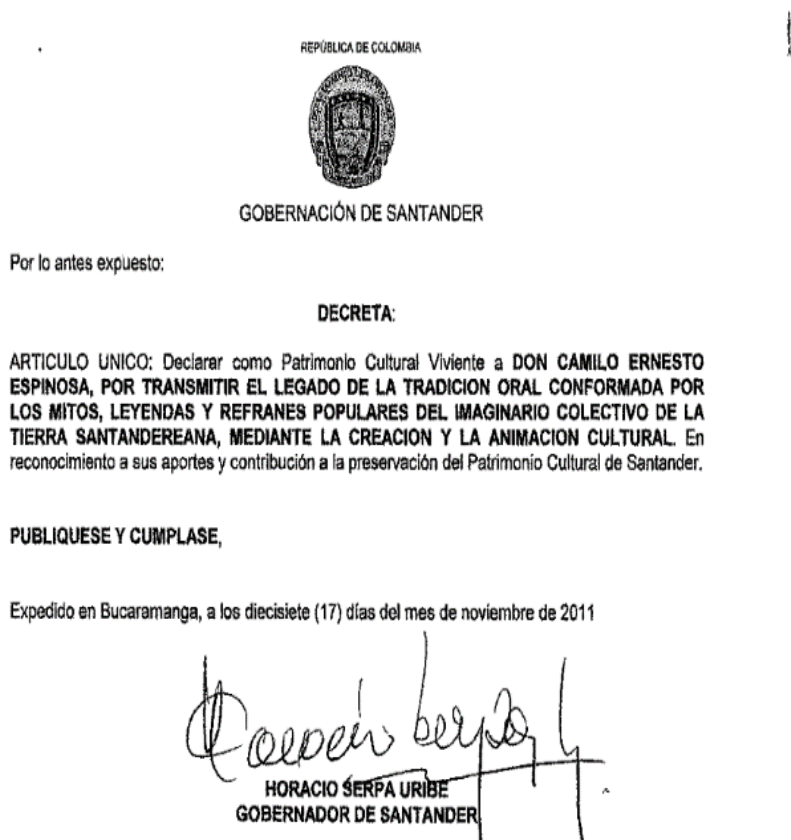 REPÚBLICA DE COLOMBIA
GOBERNACIÓN DE SANTANDER
Por lo antes expuesto:
DECRETA:
ARTICULO UNICO: Declarar como Patrimonio Cultural Viviente a DON CAMILO ERNESTO
ESPINOSA, POR TRANSMITIR EL LEGADO DE LA TRADICION ORAL CONFORMADA POR
LOS MITOS, LEYENDAS Y REFRANES POPULARES DEL IMAGINARIO COLECTIVO DE LA
TIERRA SANTANDEREANA, MEDIANTE LA CREACION Y LA ANIMACION CULTURAL. En
reconocimiento a sus aportes y contribución a la preservación del Patrimonio Cultural de Santander.
PUBLIQUESE Y CUMPLASE,
Expedido en Bucaramanga, a los diecisiete (17) días del mes de noviembre de 2011
HORACIO SERPA URIBE
GOBERNADOR DE SANTANDER